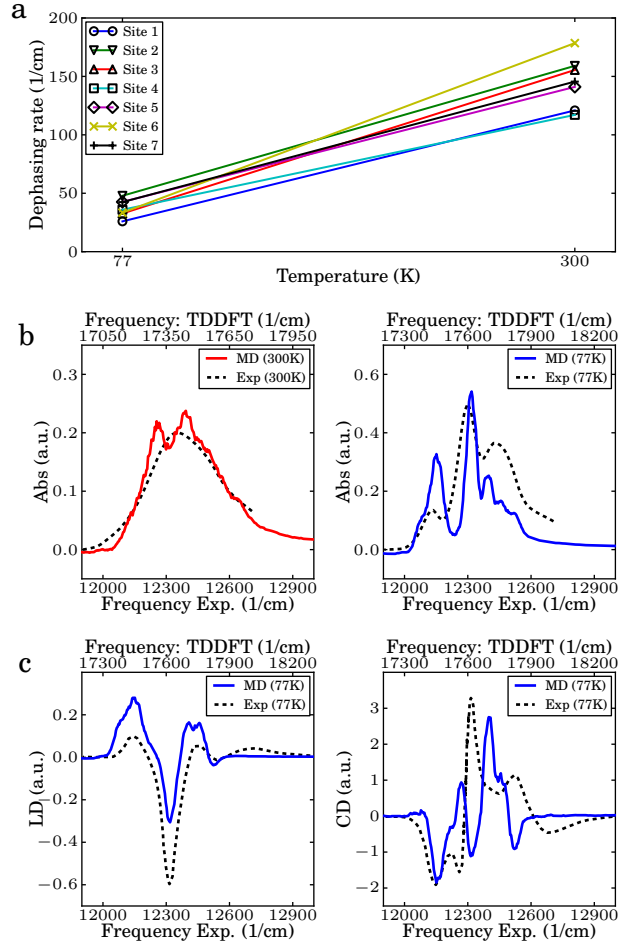 a
Dephasing rate (1/cm)
200
150
100
50
0
Site 1
Site 2
Site 3
Site 4
Site 5
Site 6
Site 7
77
300
Temperature (K)
b
Frequency: TDDFT (1/cm)
17050 17350 17650 17950
Abs (a.u.)
0.3
0.2
0.1
0.0
MD (300K)
Exp (300K)
12000 12300 12600 12900
Frequency Exp. (1/cm)
Frequency: TDDFT (1/cm)
17300 17600 17900 18200
Abs (a.u.)
0.6
0.4
0.2
0.0
MD (77K)
Exp (77K)
12000 12300 12600 12900
Frequency Exp. (1/cm)
c
Frequency: TDDFT (1/cm)
17300 17600 17900 18200
LD (a.u.)
0.2
0.0
−0.2
−0.4
−0.6
MD (77K)
Exp (77K)
12000 12300 12600 12900
Frequency Exp. (1/cm)
Frequency: TDDFT (1/cm)
17300 17600 17900 18200
CD (a.u.)
3
2
1
0
−1
−2
MD (77K)
Exp (77K)
12000 12300 12600 12900
Frequency Exp. (1/cm)